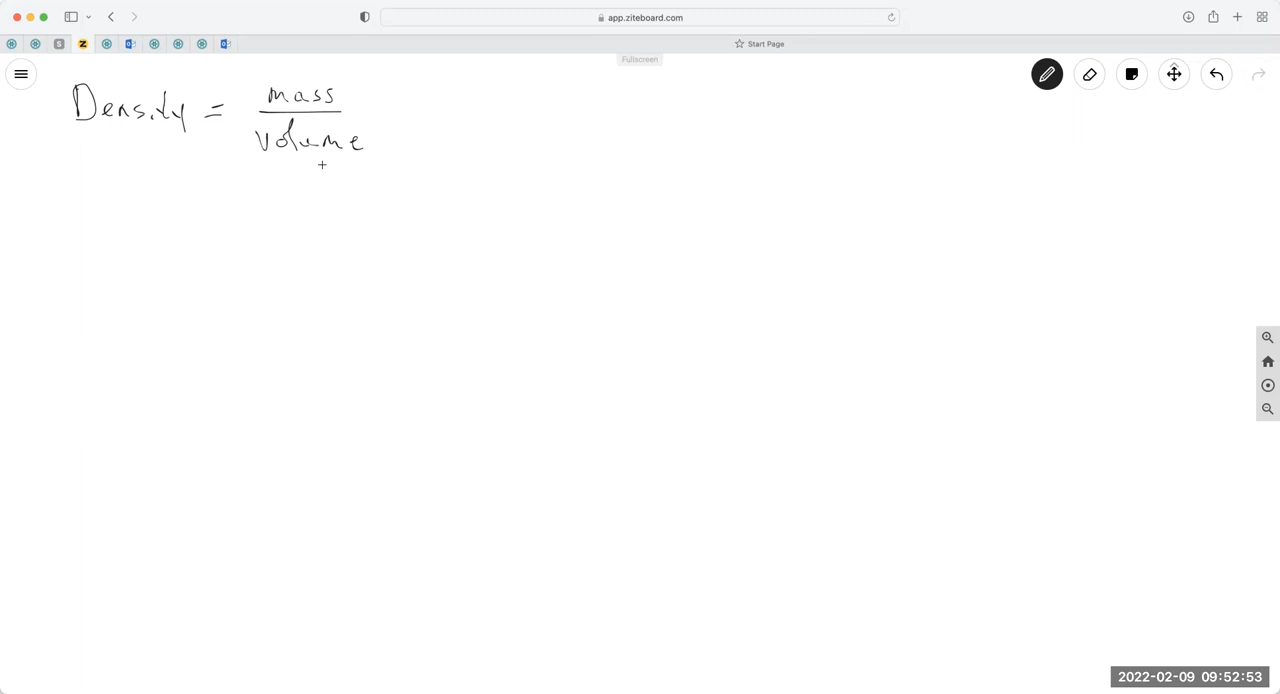 app.ziteboard.com
S Z
Start Page
Fullscreen
Density = mass
volume
2022-02-09 09:52:53